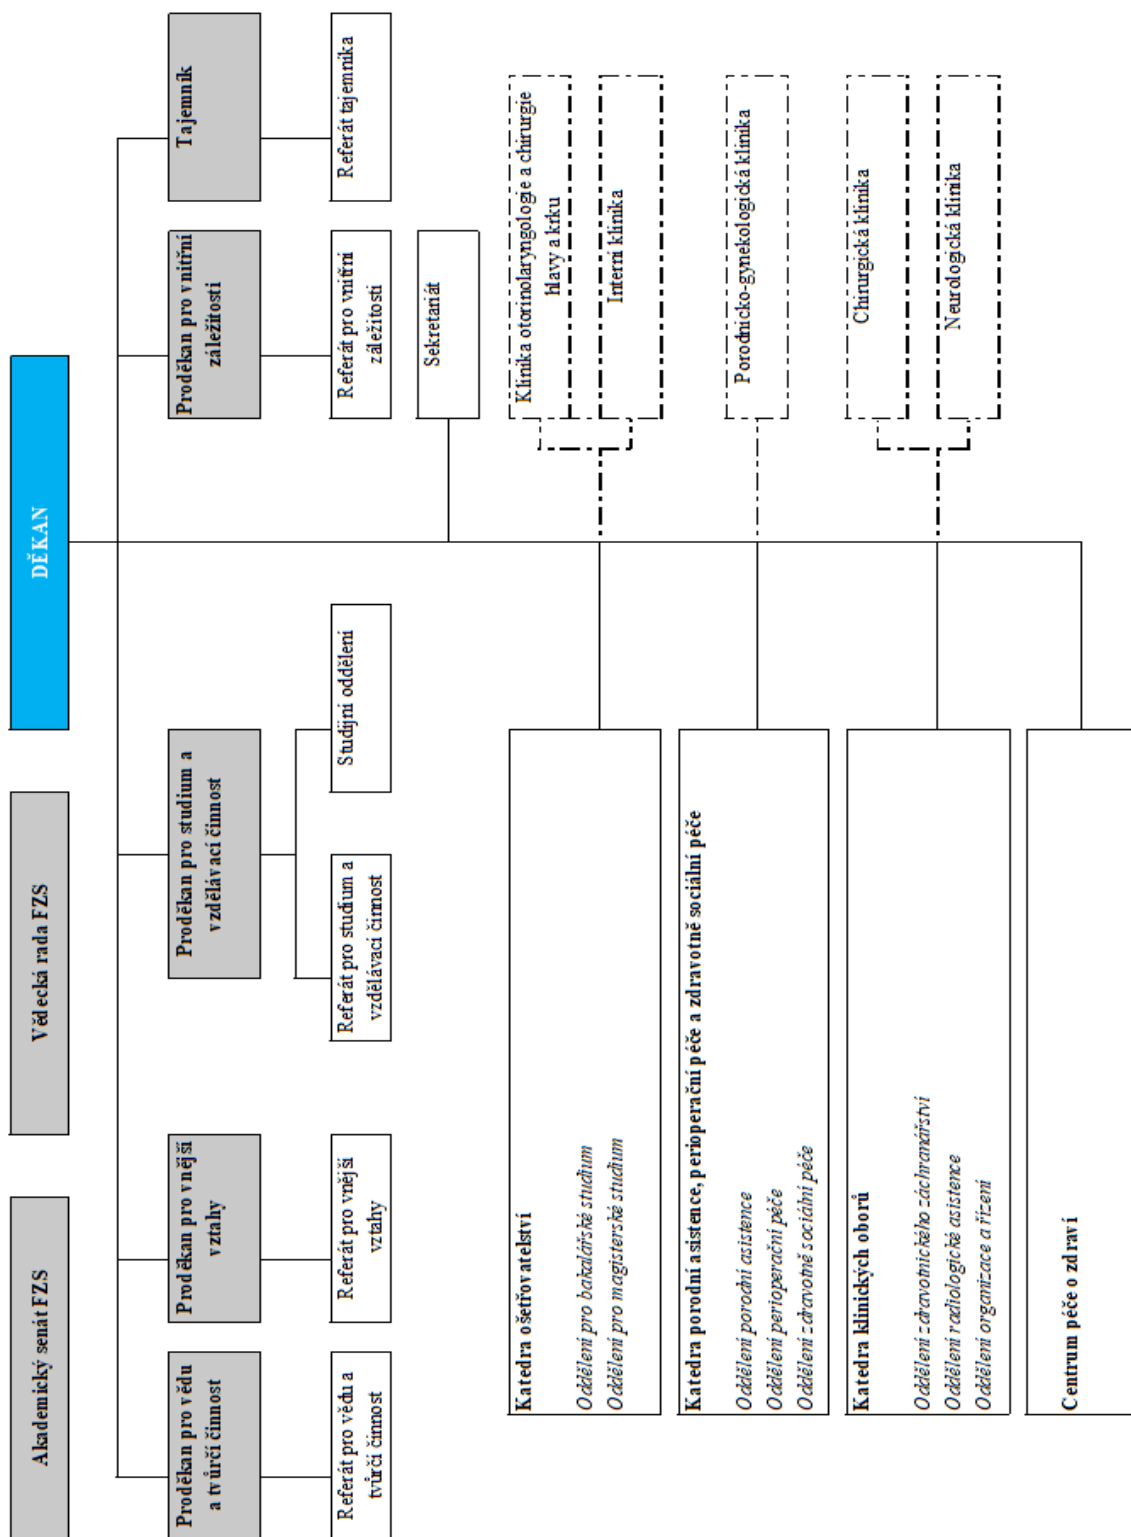 Akademický senát FZS
Vědecká rada FZS
DĚKAN
Proděkan pro vědu
a tvůrčí činnost
Proděkan pro vnější
vztahy
Proděkan pro studium a
vzdělávací činnost
Proděkan pro vnitřní
záležitosti
Tajemník
Referát pro vědu a
tvůrčí činnost
Referát pro vnější
vztahy
Referát pro studium a
vzdělávací činnost
Studijní oddělení
Referát pro vnitřní
záležitosti
Referát tajemníka
Sekretariát
Katedra ošetřovatelství
Oddělení pro bakalářské studium
Oddělení pro magisterské studium
Klinika otorinolaryngologie a chirurgie
hlavy a krku
Interní klinika
Katedra porodní asistence, perioperační péče a zdravotně sociální péče
Oddělení porodní asistence
Oddělení perioperační péče
Oddělení zdravotně sociální péče
Porodnicko-gynekologická klinika
Katedra klinických oborů
Oddělení zdravotnického záchranářství
Oddělení radiologické asistence
Oddělení organizace a řízení
Chirurgická klinika
Neurologická klinika
Centrum péče o zdraví